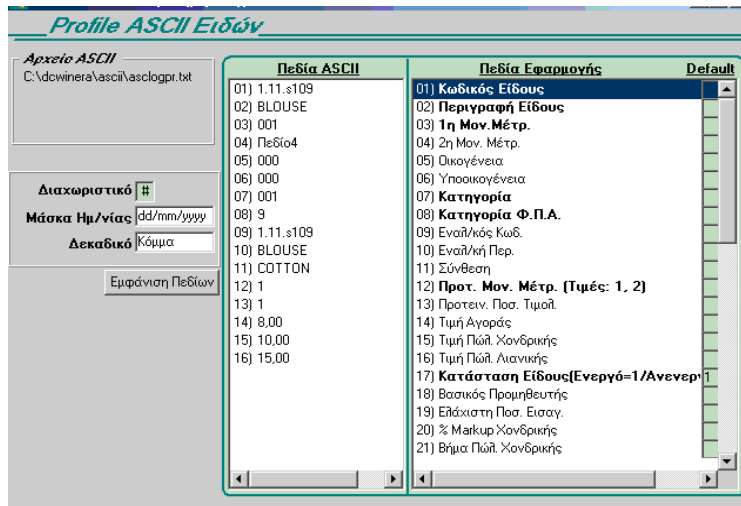 Profile ASCII Ειδών
Αρχείο ASCII
C:\dcwinera\ascii\asclogpr.txt
Διαχωριστικό #
Μάσκα Ημ/νίας dd/mm/yyyy
Δεκαδικό Κόμμα
Εμφάνιση Πεδίων
Πεδία ASCII
01) 1.11.s109
02) BLOUSE
03) 001
04) Πεδίο4
05) 000
06) 000
07) 001
08) 9
09) 1.11.s109
10) BLOUSE
11) COTTON
12) 1
13) 1
14) 8,00
15) 10,00
16) 15,00
Πεδία Εφαρμογής Default
01) Κωδικός Είδους
02) Περιγραφή Είδους
03) 1η Μον.Μέτρ.
04) 2η Μον. Μέτρ.
05) Οικογένεια
06) Υποοικογένεια
07) Κατηγορία
08) Κατηγορία Φ.Π.Α.
09) Εναλ/κός Κωδ.
10) Εναλ/κή Περ.
11) Σύνθεση
12) Προτ. Μον. Μέτρ. (Τιμές: 1, 2)
13) Προτειν. Ποσ. Τιμολ.
14) Τιμή Αγοράς
15) Τιμή Πώλ. Χονδρικής
16) Τιμή Πώλ. Λιανικής
17) Κατάσταση Είδους(Ενεργό=1/Ανενεργ 1
18) Βασικός Προμηθευτής
19) Ελάχιστη Ποσ. Εισαγ.
20) % Markup Χονδρικής
21) Βήμα Πώλ. Χονδρικής